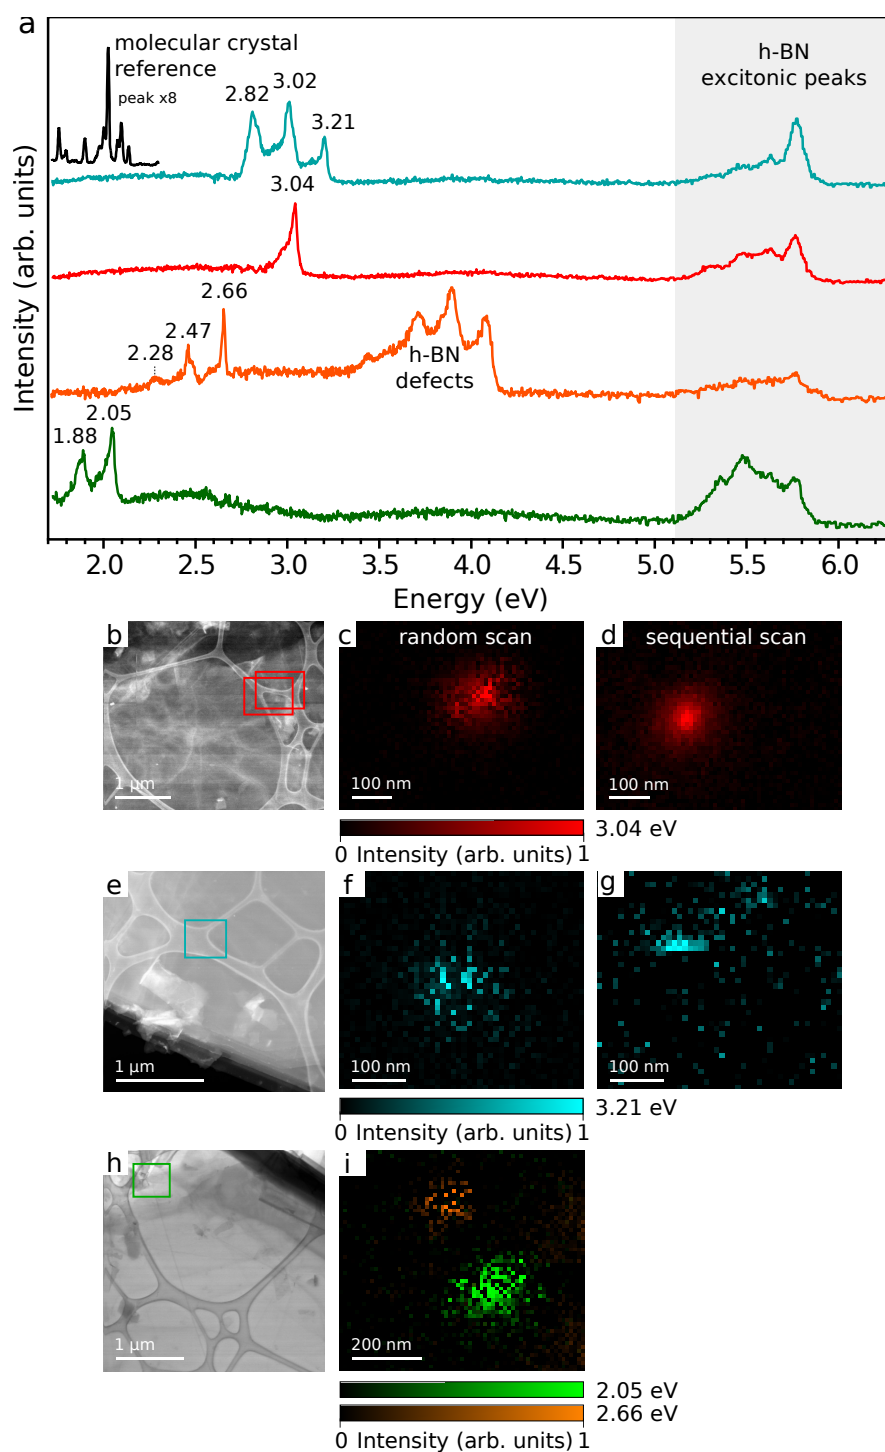 a
molecular crystal
reference
peak x8
2.82
3.02
3.21
h-BN
excitonic peaks
3.04
2.28
2.47
2.66
h-BN
defects
1.88
2.05
Intensity (arb. units)
2.0
2.5
3.0
3.5
4.0
4.5
5.0
5.5
6.0
Energy (eV)
b
1 µm
c
random scan
100 nm
d
sequential scan
100 nm
3.04 eV
0 Intensity (arb. units) 1
e
1 µm
f
100 nm
g
100 nm
3.21 eV
0 Intensity (arb. units) 1
h
1 µm
i
200 nm
2.05 eV
2.66 eV
0 Intensity (arb. units) 1